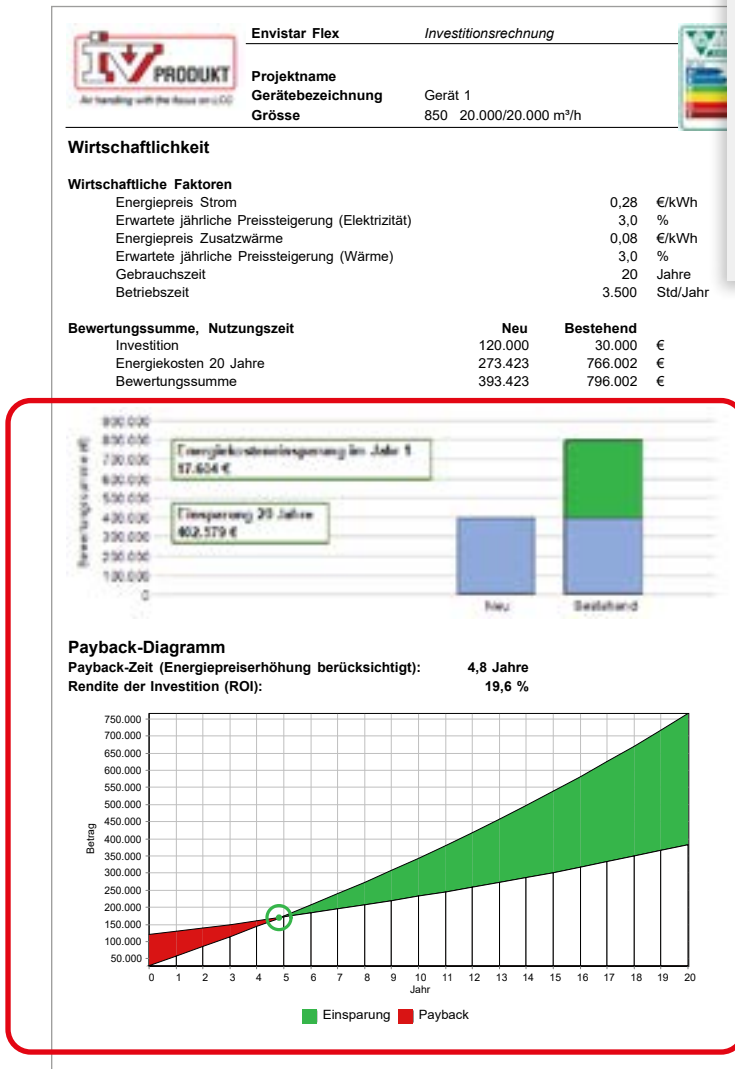 Envistar Flex Investitionsrechnung
IV PRODUKT
Air handling with the focus on LCC
Projektname
Gerätebezeichnung Gerät 1
Grösse 850 20.000/20.000 m³/h
Wirtschaftlichkeit
Wirtschaftliche Faktoren
Energiepreis Strom 0,28 €/kWh
Erwartete jährliche Preissteigerung (Elektrizität) 3,0 %
Energiepreis Zusatzwärme 0,08 €/kWh
Erwartete jährliche Preissteigerung (Wärme) 3,0 %
Gebrauchszeit 20 Jahre
Betriebszeit 3.500 Std/Jahr
Bewertungssumme, Nutzungszeit Neu Bestehend
Investition 120.000 30.000 €
Energiekosten 20 Jahre 273.423 766.002 €
Bewertungssumme 393.423 796.002 €
900.000
800.000
700.000
600.000
500.000
400.000
300.000
200.000
100.000
0
Energiekosteneinsparung im Jahr 1
17.604 €
Einsparung 20 Jahre
402.579 €
Neu Bestehend
Payback-Diagramm
Payback-Zeit (Energiepreiserhöhung berücksichtigt): 4,8 Jahre
Rendite der Investition (ROI): 19,6 %
750.000
700.000
650.000
600.000
550.000
500.000
450.000
400.000
350.000
300.000
250.000
200.000
150.000
100.000
50.000
Betrag
0 1 2 3 4 5 6 7 8 9 10 11 12 13 14 15 16 17 18 19 20
Jahr
Einsparung Payback